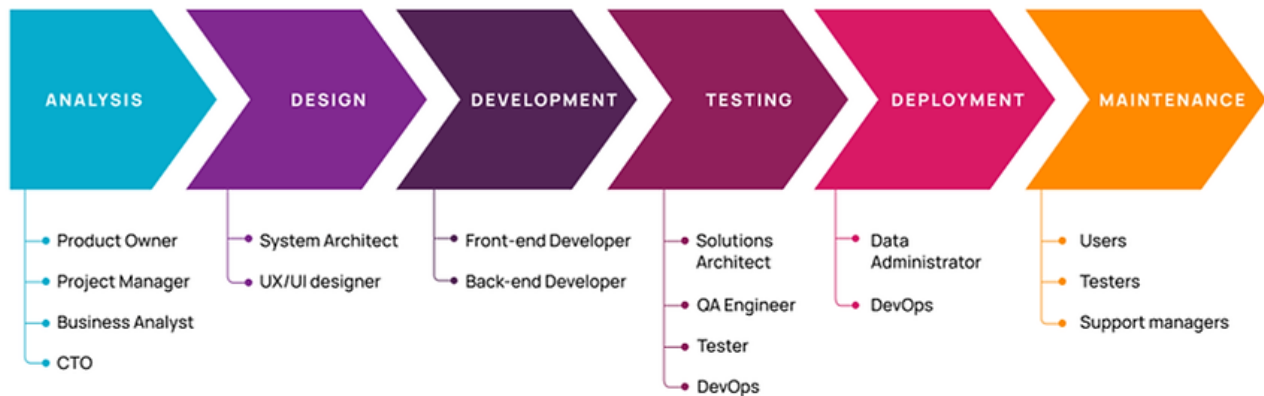 ANALYSIS
DESIGN
DEVELOPMENT
TESTING
DEPLOYMENT
MAINTENANCE
Product Owner
Project Manager
Business Analyst
CTO
System Architect
UX/UI designer
Front-end Developer
Back-end Developer
Solutions
Architect
QA Engineer
Tester
DevOps
Data
Administrator
DevOps
Users
Testers
Support managers